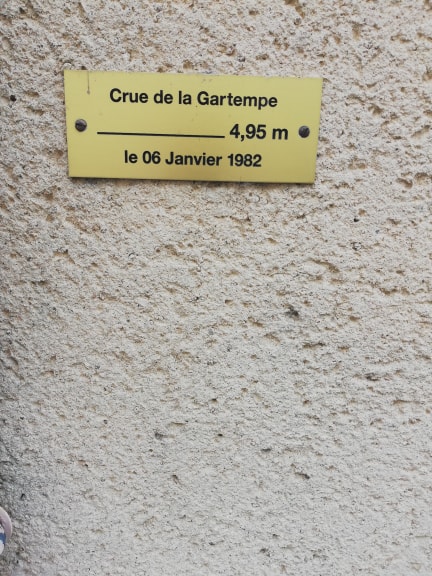 Crue de la Gartempe
4,95 m
le 06 Janvier 1982